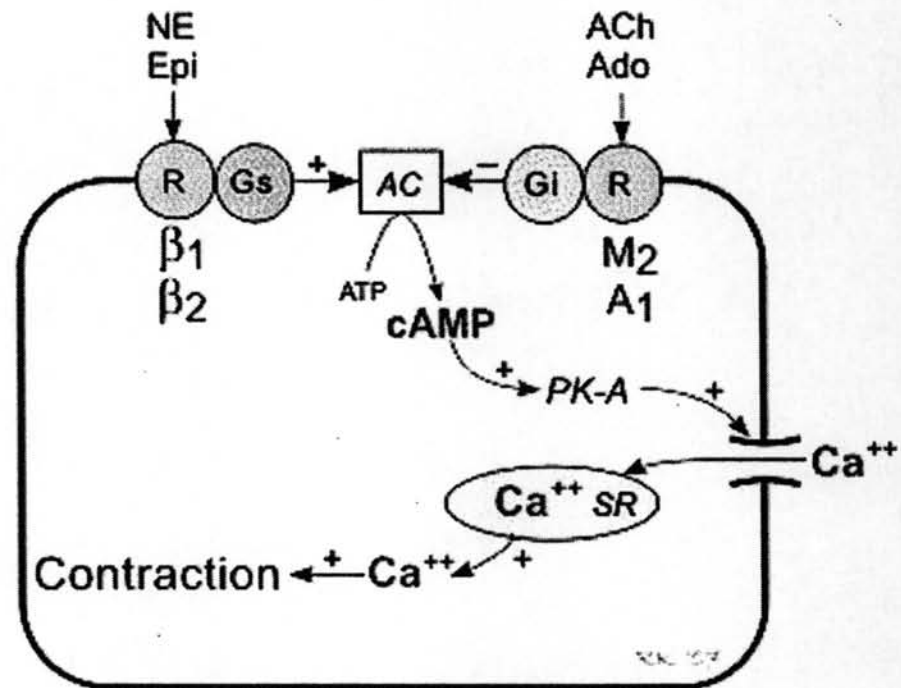 NE
Epi
ACh
Ado
R
Gs
+
AC
−
Gi
R
β1
β2
M2
A1
ATP
cAMP
+
PK-A
+
Ca++
Ca++ SR
+
Ca++
+
Contraction